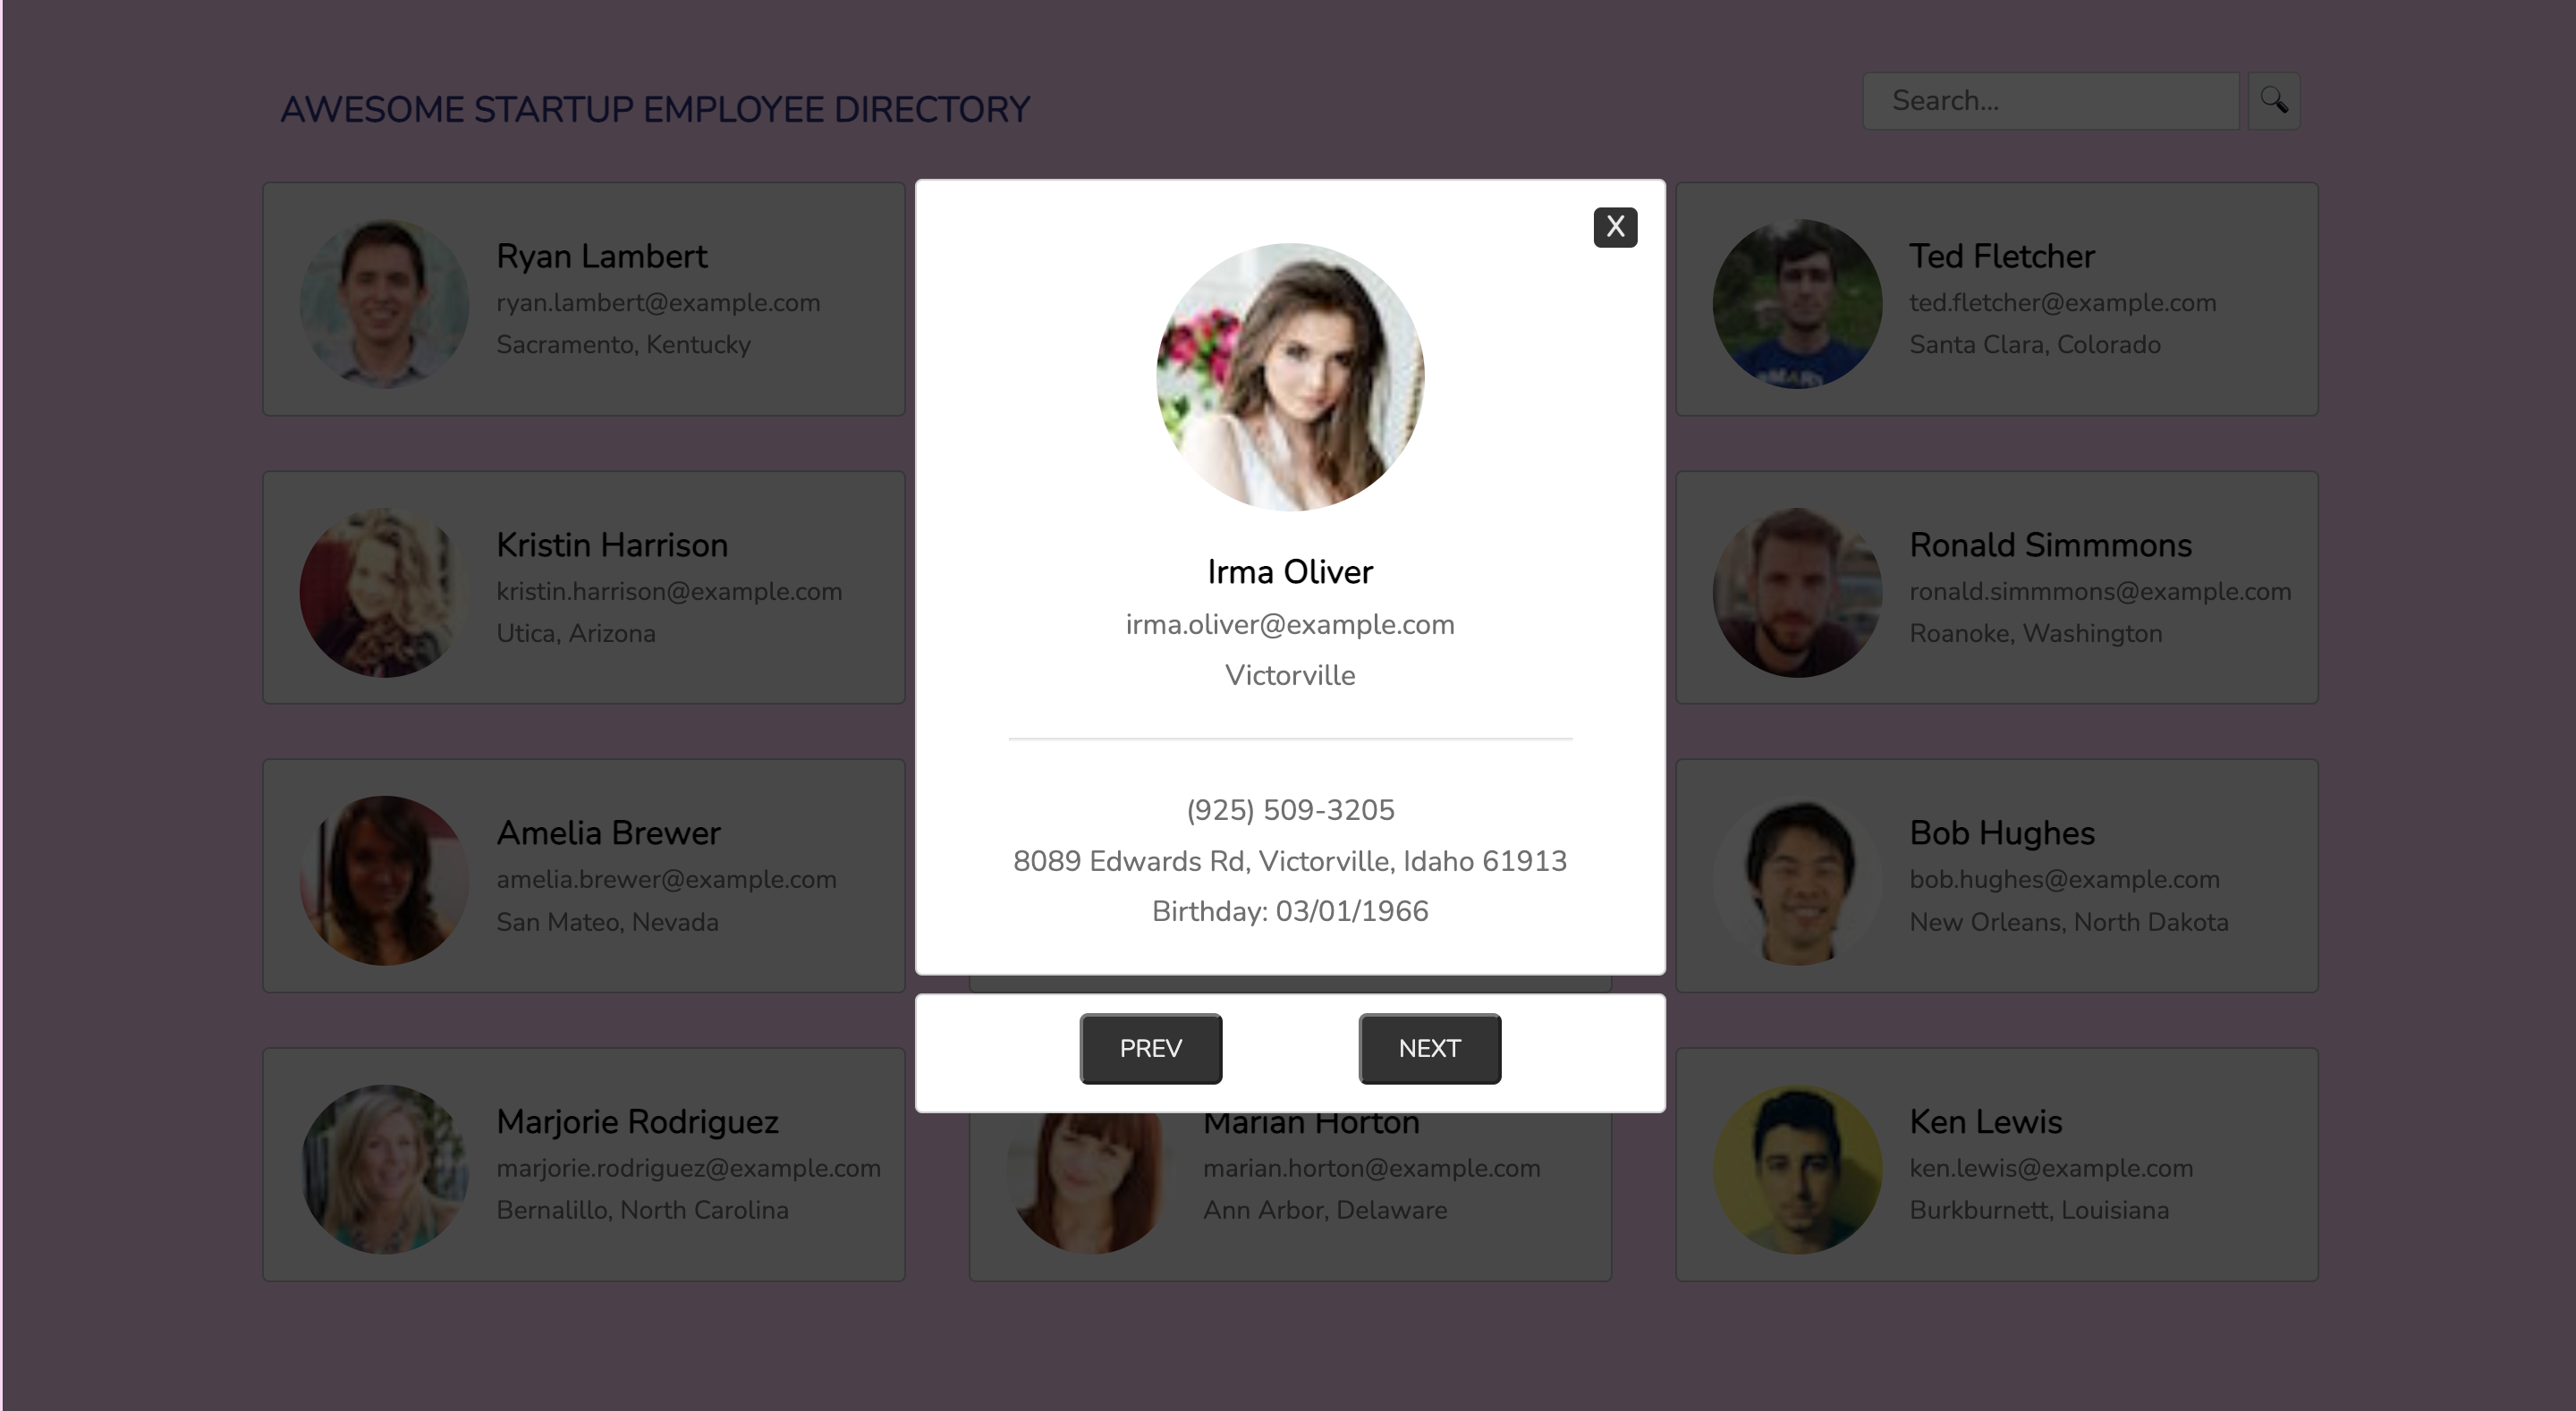 AWESOME STARTUP EMPLOYEE DIRECTORY
Search...
Ryan Lambert
ryan.lambert@example.com
Sacramento, Kentucky
X
Irma Oliver
irma.oliver@example.com
Victorville
(925) 509-3205
8089 Edwards Rd, Victorville, Idaho 61913
Birthday: 03/01/1966
PREV
NEXT
Ted Fletcher
ted.fletcher@example.com
Santa Clara, Colorado
Kristin Harrison
kristin.harrison@example.com
Utica, Arizona
Ronald Simmmons
ronald.simmmons@example.com
Roanoke, Washington
Amelia Brewer
amelia.brewer@example.com
San Mateo, Nevada
Bob Hughes
bob.hughes@example.com
New Orleans, North Dakota
Marjorie Rodriguez
marjorie.rodriguez@example.com
Bernalillo, North Carolina
Marian Horton
marian.horton@example.com
Ann Arbor, Delaware
Ken Lewis
ken.lewis@example.com
Burkburnett, Louisiana